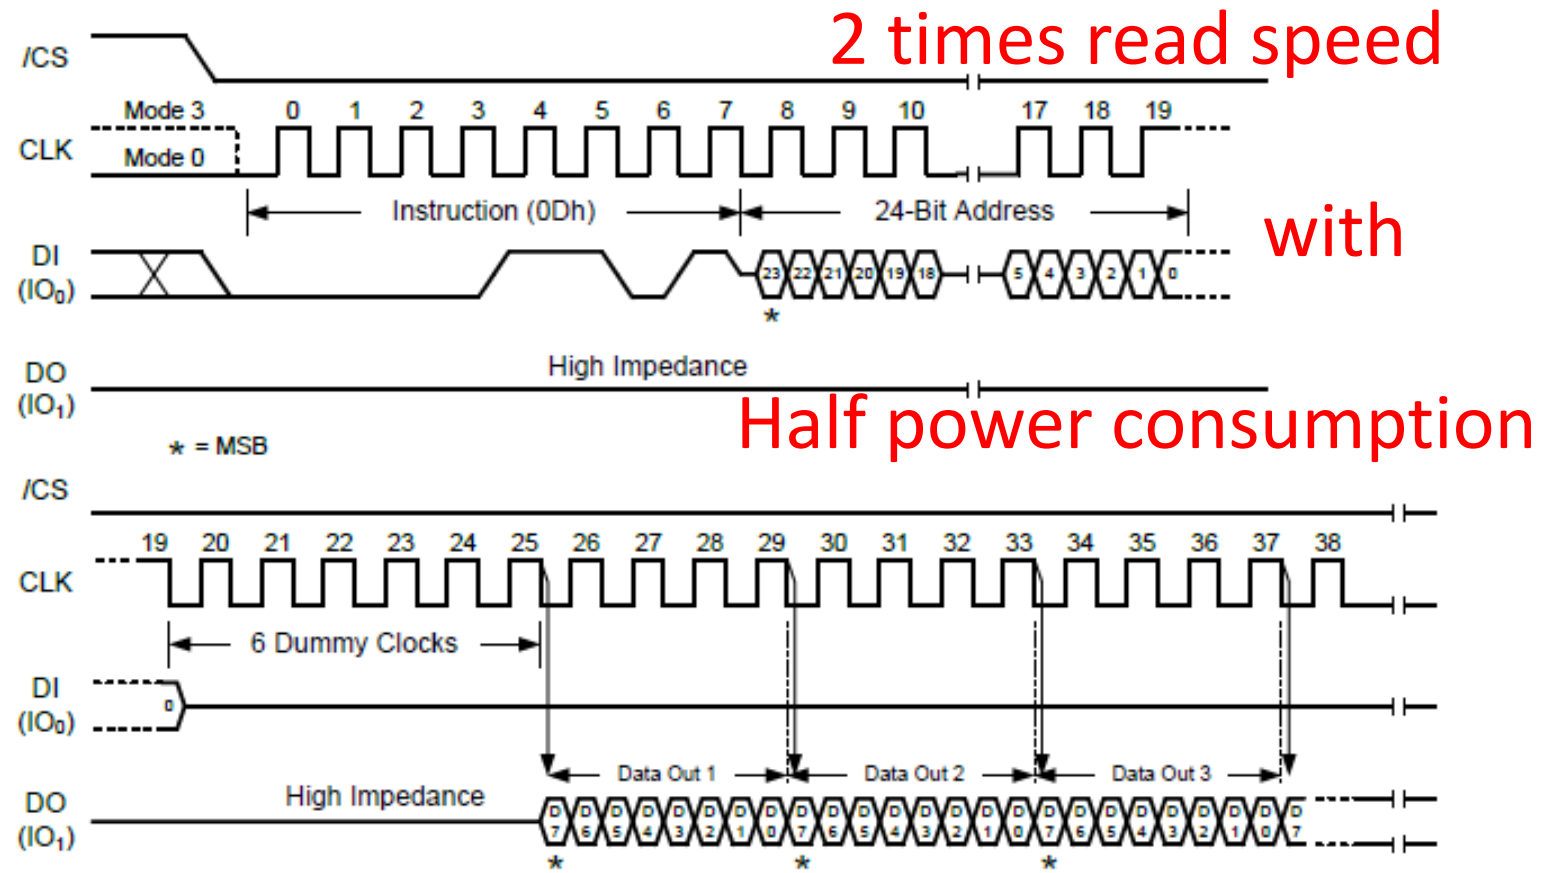 2 times read speed
/CS
Mode 3 0 1 2 3 4 5 6 7 8 9 10 17 18 19
CLK
Mode 0
Instruction (0Dh) 24-Bit Address
with
DI
(IO₀)
23 22 21 20 19 18 5 4 3 2 1 0
*
High Impedance
DO
(IO₁)
Half power consumption
* = MSB
/CS
19 20 21 22 23 24 25 26 27 28 29 30 31 32 33 34 35 36 37 38
CLK
6 Dummy Clocks
DI
(IO₀)
0
Data Out 1 Data Out 2 Data Out 3
High Impedance
DO
(IO₁)
D7 D6 D5 D4 D3 D2 D1 D0 D7 D6 D5 D4 D3 D2 D1 D0 D7 D6 D5 D4 D3 D2 D1 D0 D7
* * *